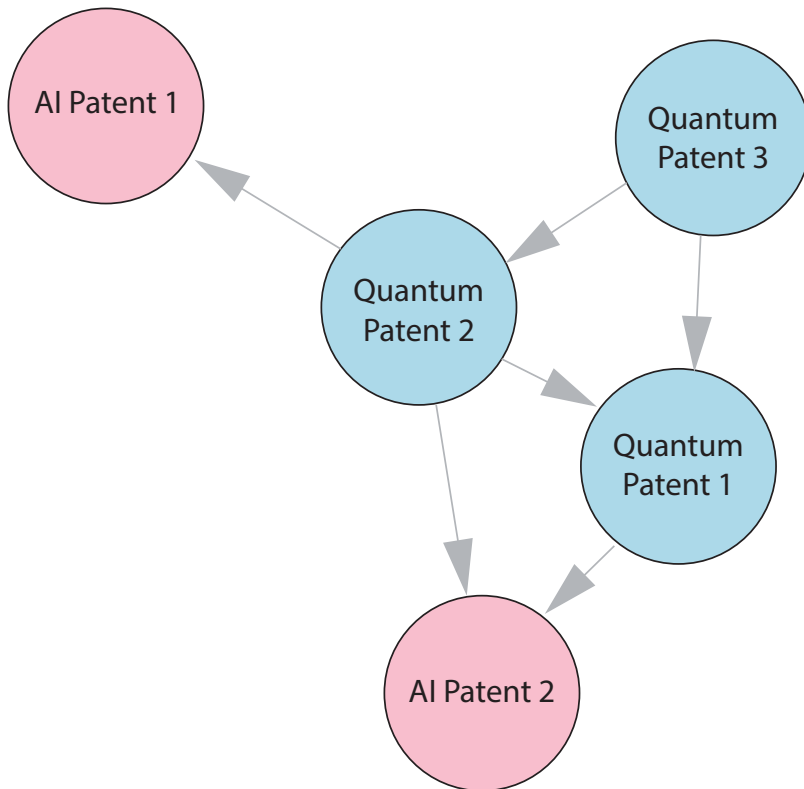 AI Patent 1
Quantum
Patent 3
Quantum
Patent 2
Quantum
Patent 1
AI Patent 2